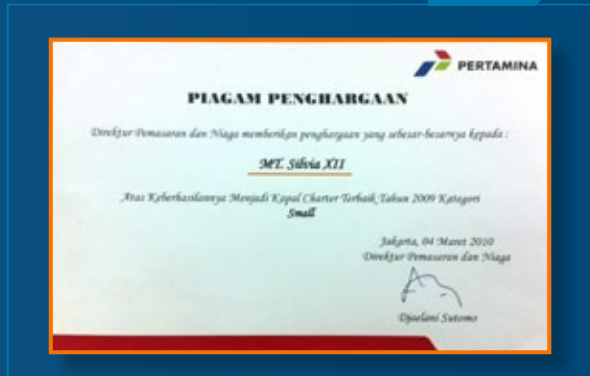 PERTAMINA
PIAGAM PENGHARGAAN
Direktur Pemasaran dan Niaga memberikan penghargaan yang sebesar-besarnya kepada :
MT. Silvia XII
Atas Keberhasilannya Menjadi Kapal Charter Terbaik Tahun 2009 Kategori
Small
Jakarta, 04 Maret 2010
Direktur Pemasaran dan Niaga
Djaelani Sutomo